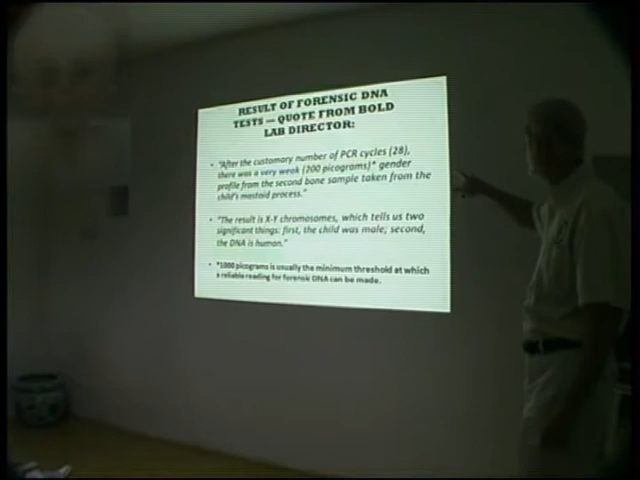 RESULT OF FORENSIC DNA
TESTS — QUOTE FROM BOLD
LAB DIRECTOR:
• "After the customary number of PCR cycles (28),
there was a very weak (200 picograms)* gender
profile from the second bone sample taken from the
child's mastoid process."
• "The result is X-Y chromosomes, which tells us two
significant things: first, the child was male; second,
the DNA is human."
• *1000 picograms is usually the minimum threshold at which
a reliable reading for forensic DNA can be made.